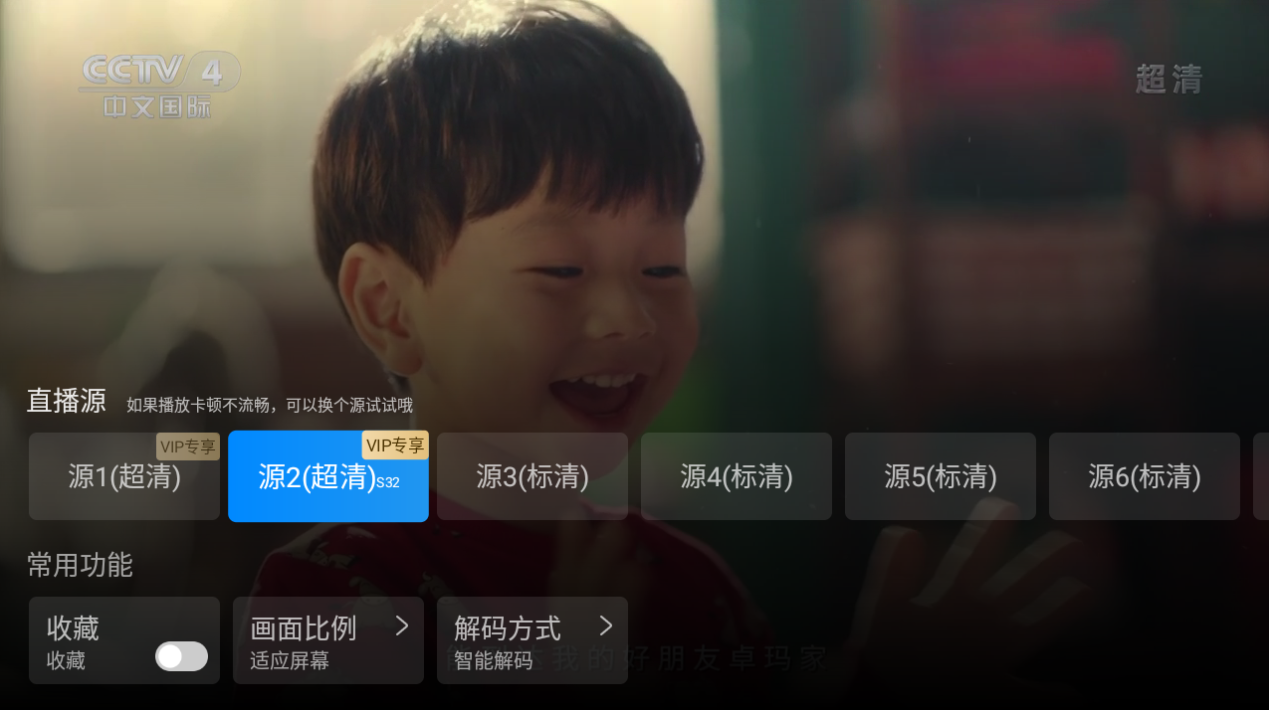 CCTV 4
中文国际
超清
直播源 如果播放卡顿不流畅，可以换个源试试哦
VIP专享 VIP专享
源1(超清) 源2(超清)S32 源3(标清) 源4(标清) 源5(标清) 源6(标清)
常用功能
收藏 画面比例 解码方式
收藏 适应屏幕 智能解码
我的好朋友卓玛家